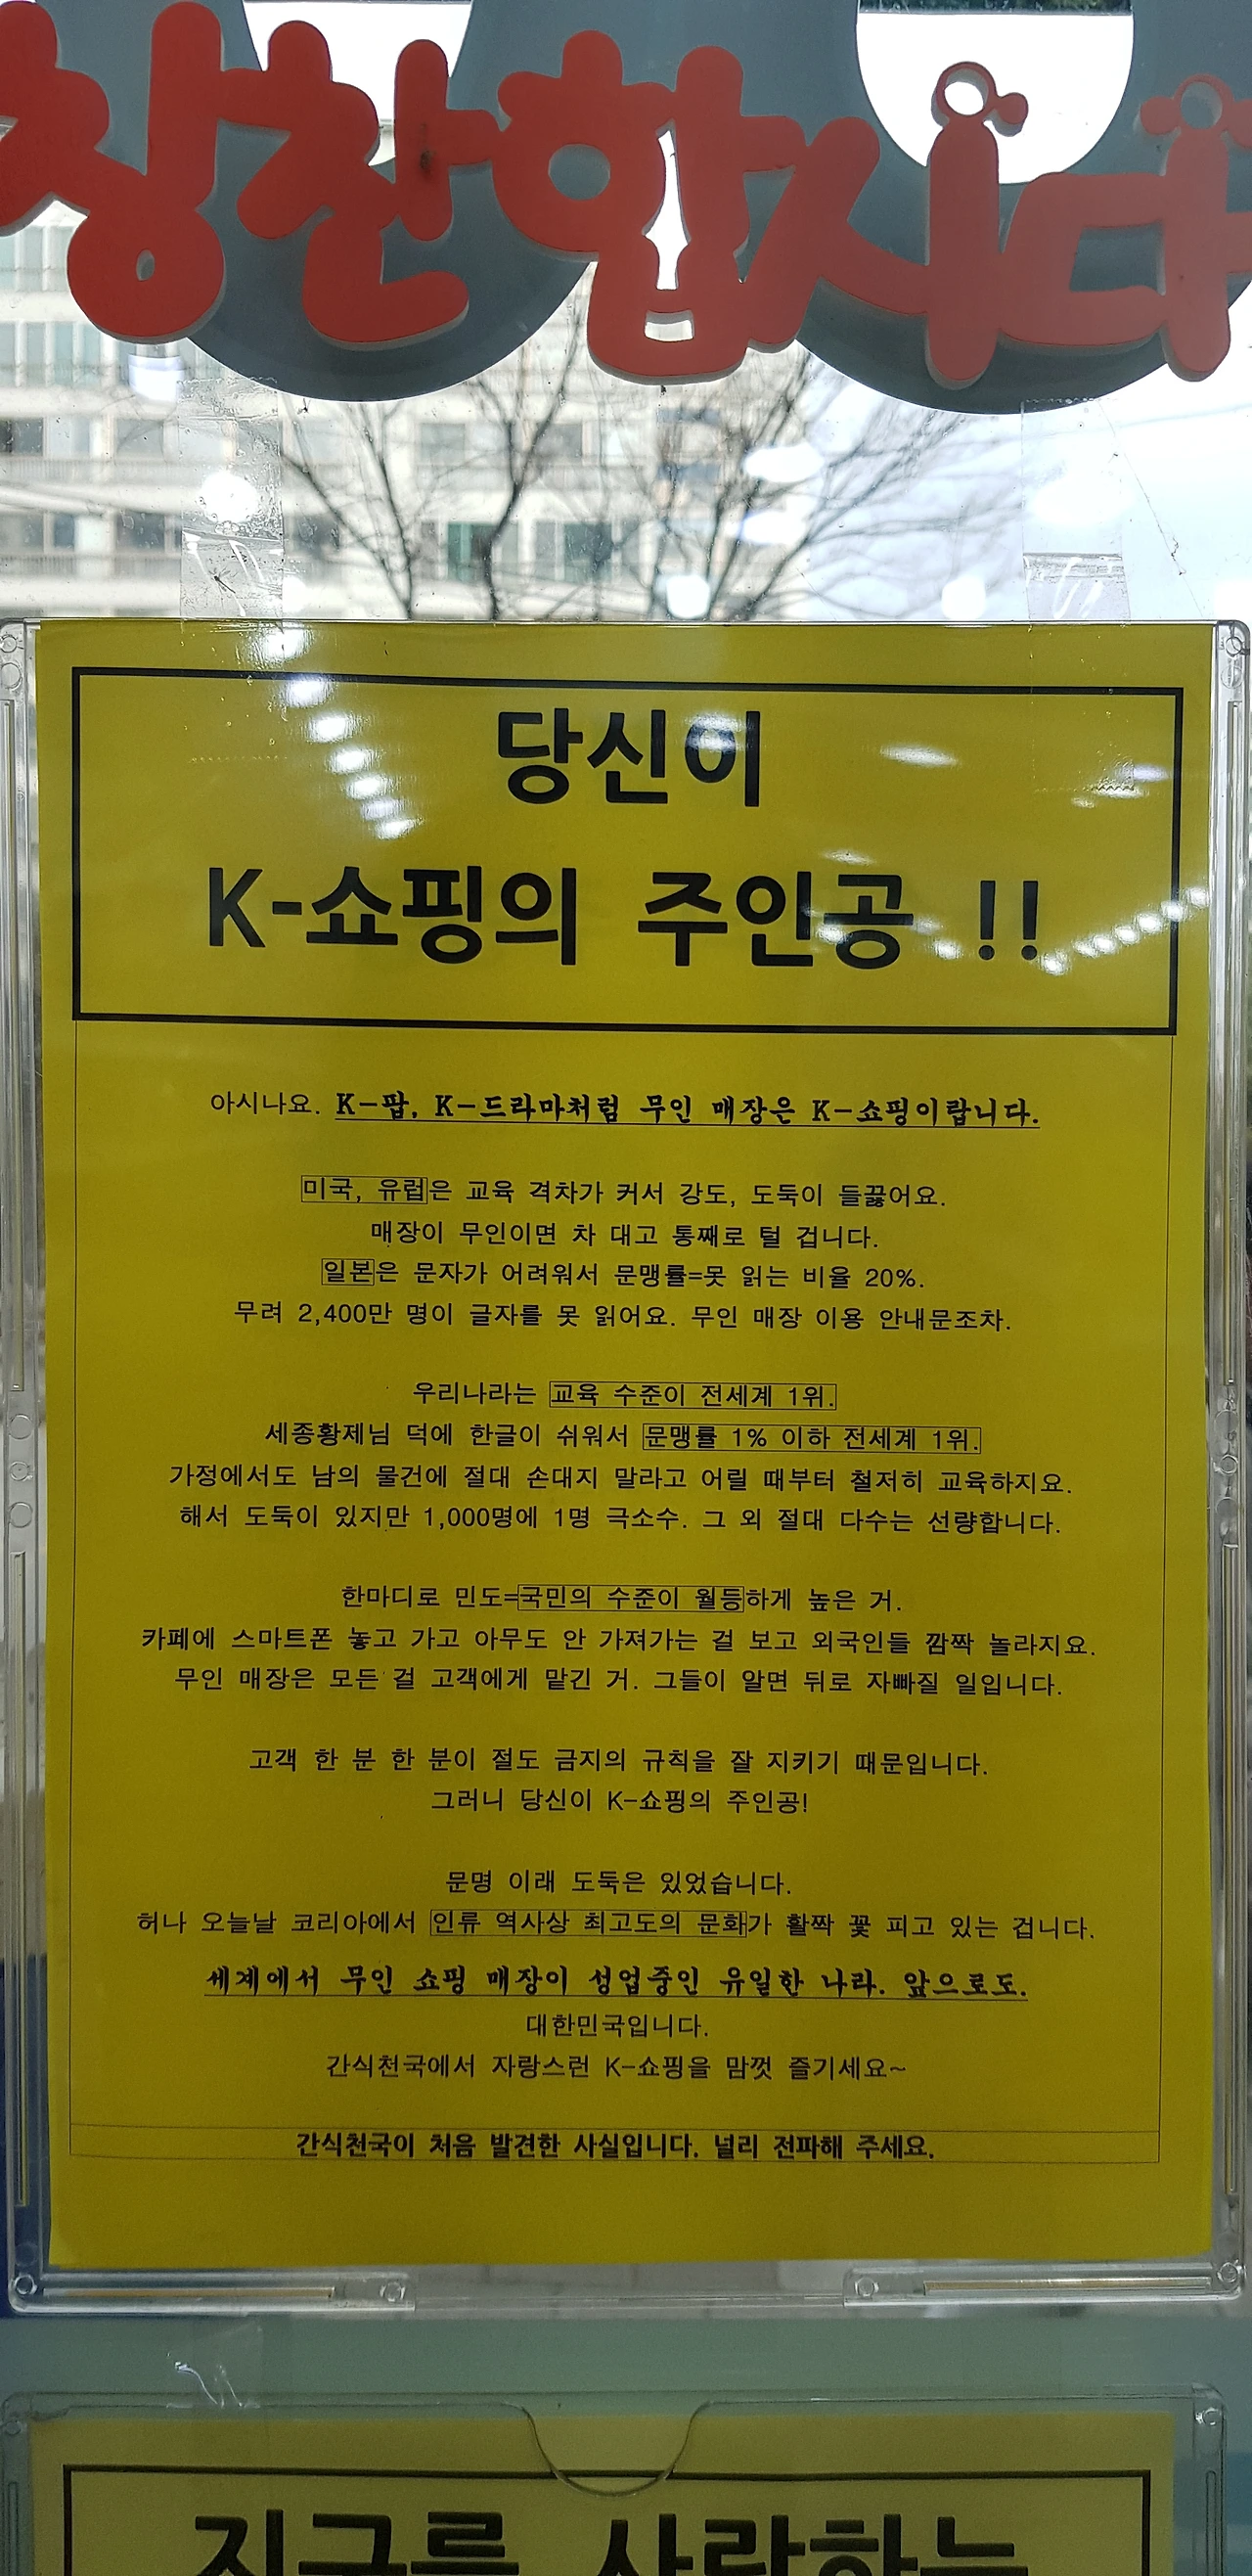 칭찬합시다
당신이
K-쇼핑의 주인공 !!
아시나요. K-팝, K-드라마처럼 무인 매장은 K-쇼핑이랍니다.
미국, 유럽은 교육 격차가 커서 강도, 도둑이 들끓어요.
매장이 무인이면 차 대고 통째로 털 겁니다.
일본은 문자가 어려워서 문맹률=못 읽는 비율 20%.
무려 2,400만 명이 글자를 못 읽어요. 무인 매장 이용 안내문조차.
우리나라는 교육 수준이 전세계 1위.
세종황제님 덕에 한글이 쉬워서 문맹률 1% 이하 전세계 1위.
가정에서도 남의 물건에 절대 손대지 말라고 어릴 때부터 철저히 교육하지요.
해서 도둑이 있지만 1,000명에 1명 극소수. 그 외 절대 다수는 선량합니다.
한마디로 민도=국민의 수준이 월등하게 높은 거.
카페에 스마트폰 놓고 가고 아무도 안 가져가는 걸 보고 외국인들 깜짝 놀라지요.
무인 매장은 모든 걸 고객에게 맡긴 거. 그들이 알면 뒤로 자빠질 일입니다.
고객 한 분 한 분이 절도 금지의 규칙을 잘 지키기 때문입니다.
그러니 당신이 K-쇼핑의 주인공!
문명 이래 도둑은 있었습니다.
허나 오늘날 코리아에서 인류 역사상 최고도의 문화가 활짝 꽃 피고 있는 겁니다.
세계에서 무인 쇼핑 매장이 성업중인 유일한 나라. 앞으로도.
대한민국입니다.
간식천국에서 자랑스런 K-쇼핑을 맘껏 즐기세요~
간식천국이 처음 발견한 사실입니다. 널리 전파해 주세요.
지구를 사랑하는